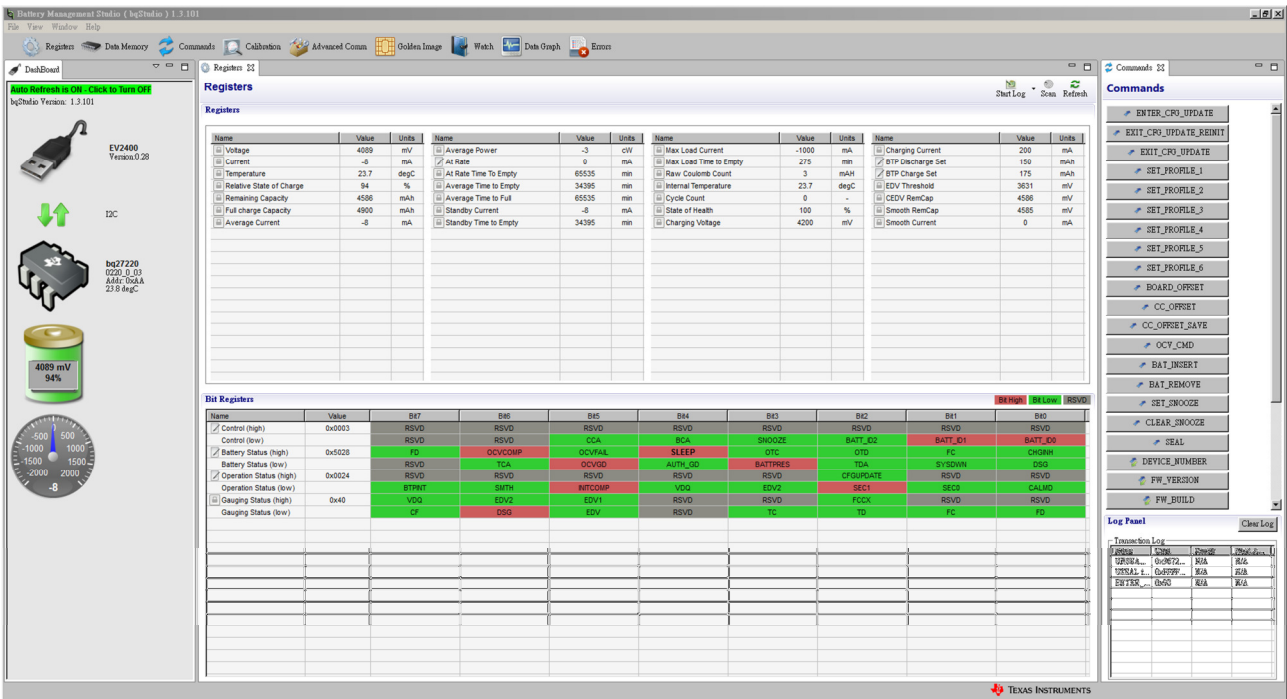 Battery Management Studio ( bqStudio ) 1.3.101
File View Window Help
Registers Data Memory Commands Calibration Advanced Comm Golden Image Watch Data Graph Errors
DashBoard
Auto Refresh is ON - Click to Turn OFF
bqStudio Version: 1.3.101
EV2400
Version:0.28
I2C
bq27220
0220_0_03
Addr: 0xAA
23.8 degC
4089 mV
94%
-500 500
-1000 1000
-1500 1500
-2000 2000
-8
Registers
Registers
Start Log Scan Refresh
Registers
Name Value Units Name Value Units Name Value Units Name Value Units
Voltage 4089 mV Average Power -3 cW Max Load Current -1000 mA Charging Current 200 mA
Current -8 mA At Rate 0 mA Max Load Time to Empty 275 min BTP Discharge Set 150 mAh
Temperature 23.7 degC At Rate Time To Empty 65535 min Raw Coulomb Count 3 mAH BTP Charge Set 175 mAh
Relative State of Charge 94 % Average Time to Empty 34395 min Internal Temperature 23.7 degC EDV Threshold 3631 mV
Remaining Capacity 4586 mAh Average Time to Full 65535 min Cycle Count 0 - CEDV RemCap 4586 mV
Full charge Capacity 4900 mAh Standby Current -8 mA State of Health 100 % Smooth RemCap 4585 mV
Average Current -8 mA Standby Time to Empty 34395 min Charging Voltage 4200 mV Smooth Current 0 mA
Bit Registers
Bit High Bit Low RSVD
Name Value Bit7 Bit6 Bit5 Bit4 Bit3 Bit2 Bit1 Bit0
Control (high) 0x0003 RSVD RSVD RSVD RSVD RSVD RSVD RSVD RSVD
Control (low) RSVD RSVD CCA BCA SNOOZE BATT_ID2 BATT_ID1 BATT_ID0
Battery Status (high) 0x5028 FD OCVCOMP OCVFAIL SLEEP OTC OTD FC CHGINH
Battery Status (low) RSVD TCA OCVGD AUTH_GD BATTPRES TDA SYSDWN DSG
Operation Status (high) 0x0024 RSVD RSVD RSVD RSVD RSVD CFGUPDATE RSVD RSVD
Operation Status (low) BTPINT SMTH INITCOMP VDQ EDV2 SEC1 SEC0 CALMD
Gauging Status (high) 0x40 VDQ EDV2 EDV1 RSVD RSVD FCCX RSVD RSVD
Gauging Status (low) CF DSG EDV RSVD TC TD FC FD
Commands
Commands
ENTER_CFG_UPDATE
EXIT_CFG_UPDATE_REINIT
EXIT_CFG_UPDATE
SET_PROFILE_1
SET_PROFILE_2
SET_PROFILE_3
SET_PROFILE_4
SET_PROFILE_5
SET_PROFILE_6
BOARD_OFFSET
CC_OFFSET
CC_OFFSET_SAVE
OCV_CMD
BAT_INSERT
BAT_REMOVE
SET_SNOOZE
CLEAR_SNOOZE
SEAL
DEVICE_NUMBER
FW_VERSION
FW_BUILD
Log Panel
Clear Log
Transaction Log
N/A N/A
N/A N/A
ENTER_... 0x90 N/A N/A
TEXAS INSTRUMENTS